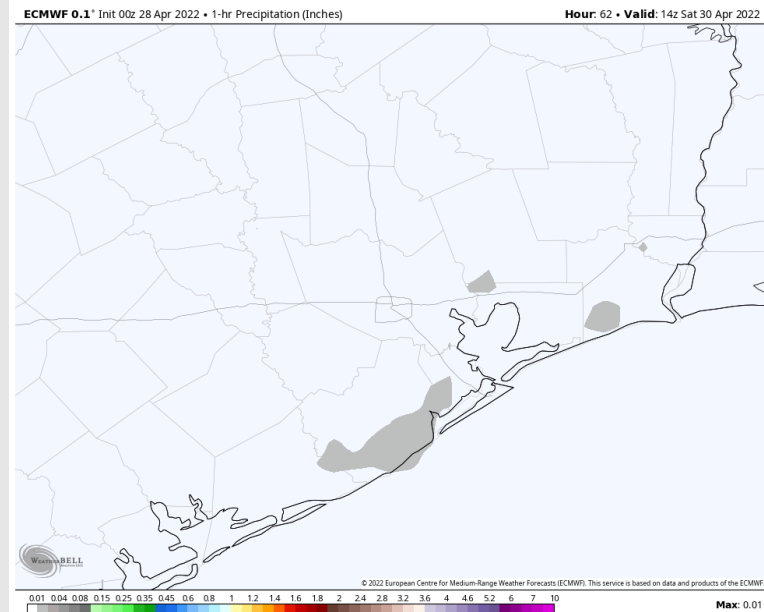 ECMWF 0.1° Init 00z 28 Apr 2022 • 1-hr Precipitation (Inches)
Hour: 62 • Valid: 14z Sat 30 Apr 2022
WeatherBELL
© 2022 European Centre for Medium-Range Weather Forecasts (ECMWF). This service is based on data and products of the ECMWF
0.01 0.04 0.08 0.15 0.25 0.35 0.45 0.6 0.8 1 1.2 1.4 1.6 1.8 2 2.4 2.8 3.2 3.6 4 4.6 5.2 6 7 10
Max: 0.01